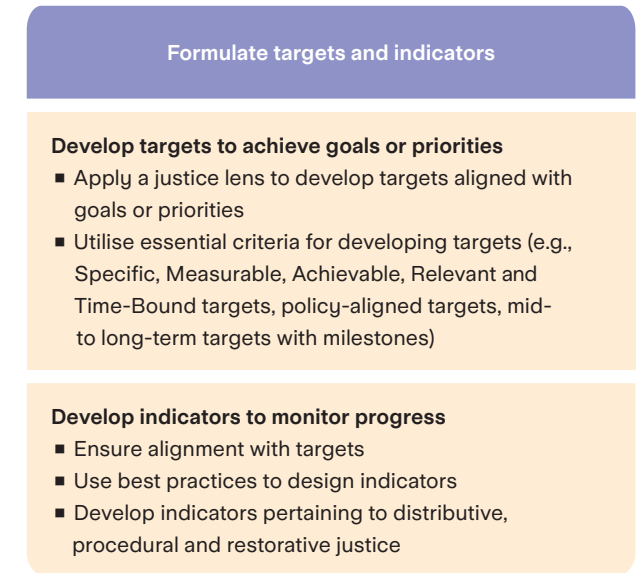 Formulate targets and indicators
Develop targets to achieve goals or priorities
▪ Apply a justice lens to develop targets aligned with
goals or priorities
▪ Utilise essential criteria for developing targets (e.g.,
Specific, Measurable, Achievable, Relevant and
Time-Bound targets, policy-aligned targets, mid-
to long-term targets with milestones)
Develop indicators to monitor progress
▪ Ensure alignment with targets
▪ Use best practices to design indicators
▪ Develop indicators pertaining to distributive,
procedural and restorative justice